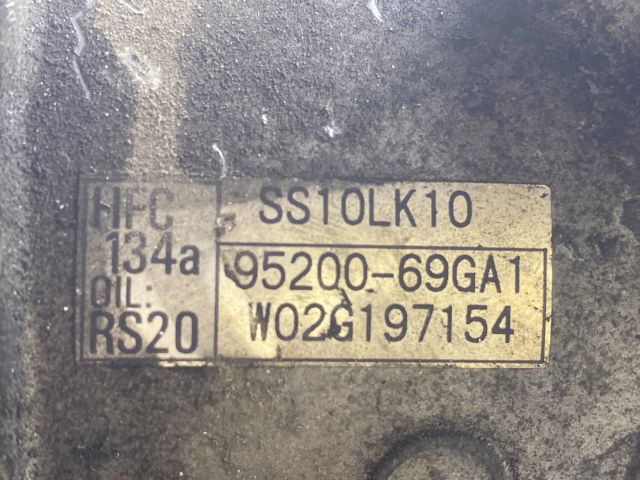 HFC
134a
OIL:
RS20
SS10LK10
95200-69GA1
W02G197154